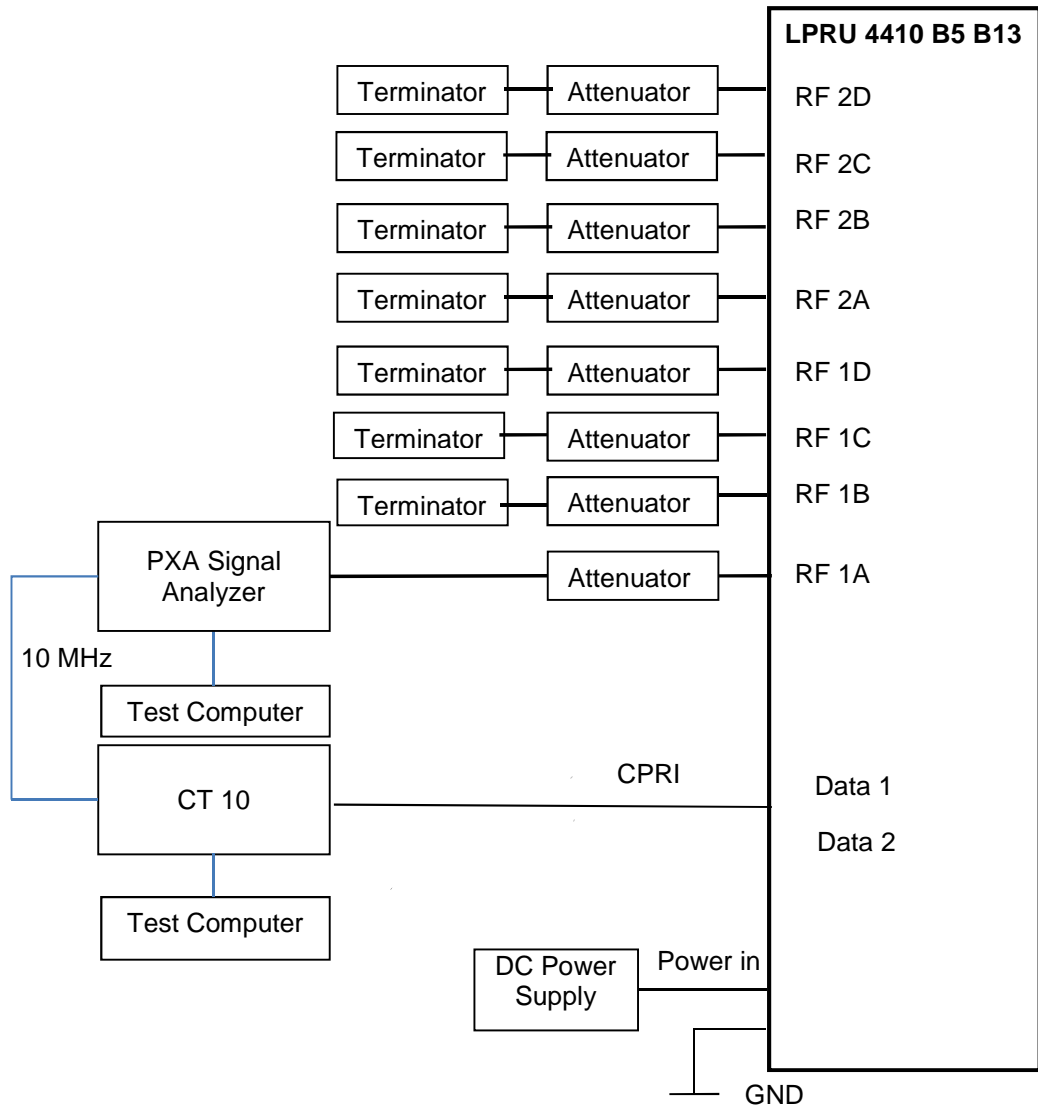 LPRU 4410 B5 B13
Terminator Attenuator RF 2D
Terminator Attenuator RF 2C
Terminator Attenuator RF 2B
Terminator Attenuator RF 2A
Terminator Attenuator RF 1D
Terminator Attenuator RF 1C
Terminator Attenuator RF 1B
PXA Signal
Analyzer
Attenuator RF 1A
10 MHz
Test Computer
CPRI
CT 10
Data 1
Data 2
Test Computer
DC Power
Supply
Power in
GND